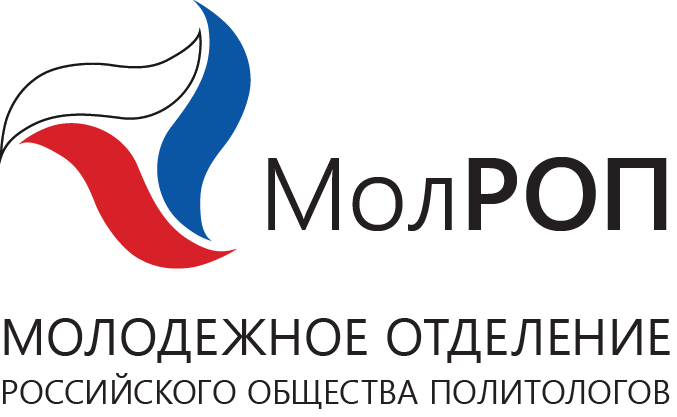 МолРОП
МОЛОДЕЖНОЕ ОТДЕЛЕНИЕ
РОССИЙСКОГО ОБЩЕСТВА ПОЛИТОЛОГОВ